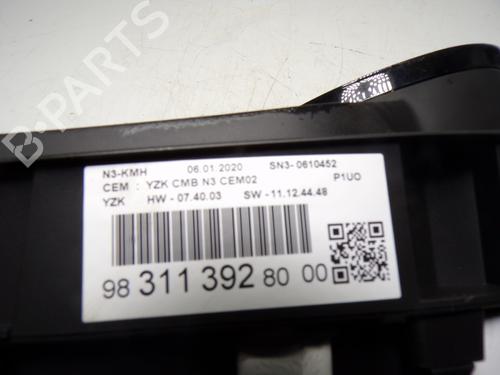 B-PARTS
N3-KMH 06.01.2020 SN3-0610452
CEM : YZK CMB N3 CEM02 P1UO
YZK HW - 07.40.03 SW - 11.12.44.48
98 311 392 80 00